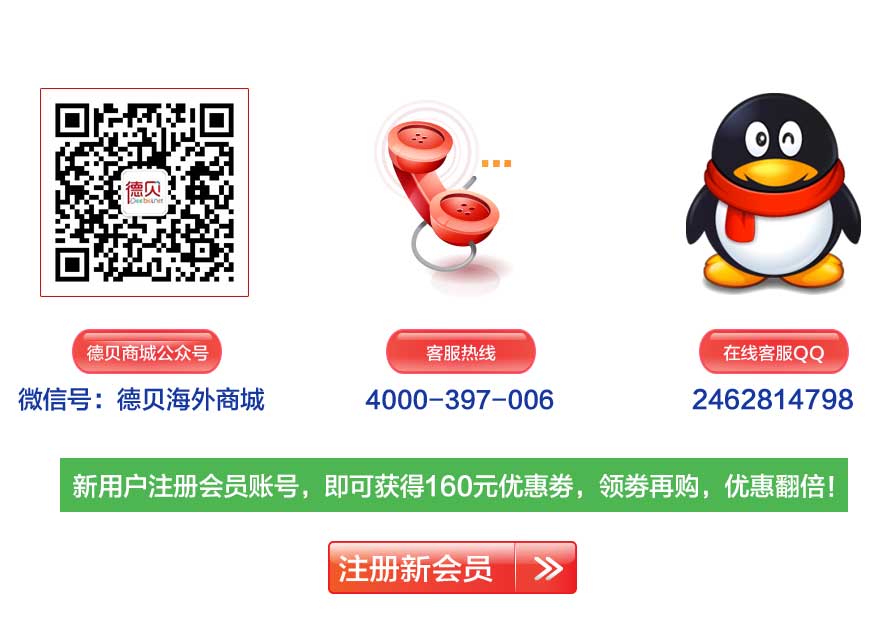 德贝
德贝商城公众号
客服热线
在线客服QQ
微信号：德贝海外商城
4000-397-006
2462814798
新用户注册会员账号，即可获得160元优惠劵，领劵再购，优惠翻倍！
注册新会员